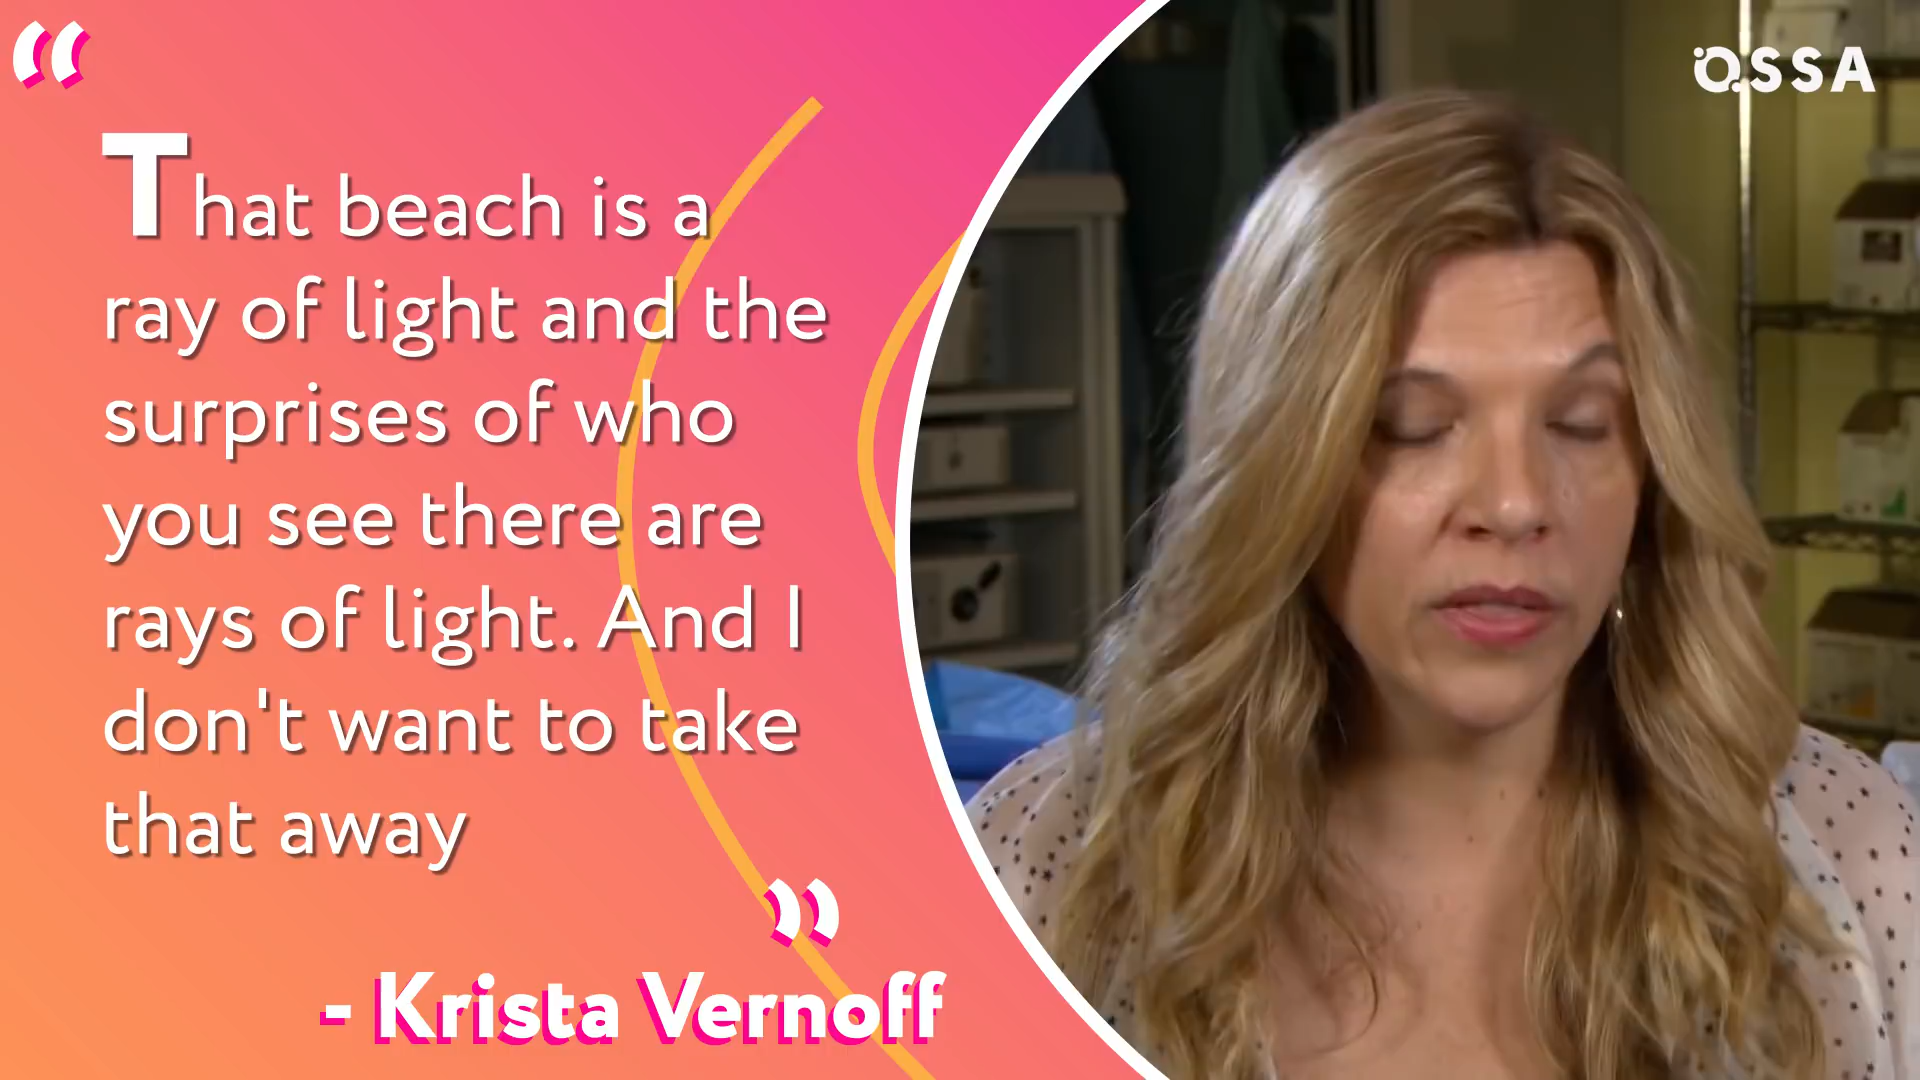 “
That beach is a
ray of light and the
surprises of who
you see there are
rays of light. And I
don't want to take
that away
”
- Krista Vernoff
OSSA